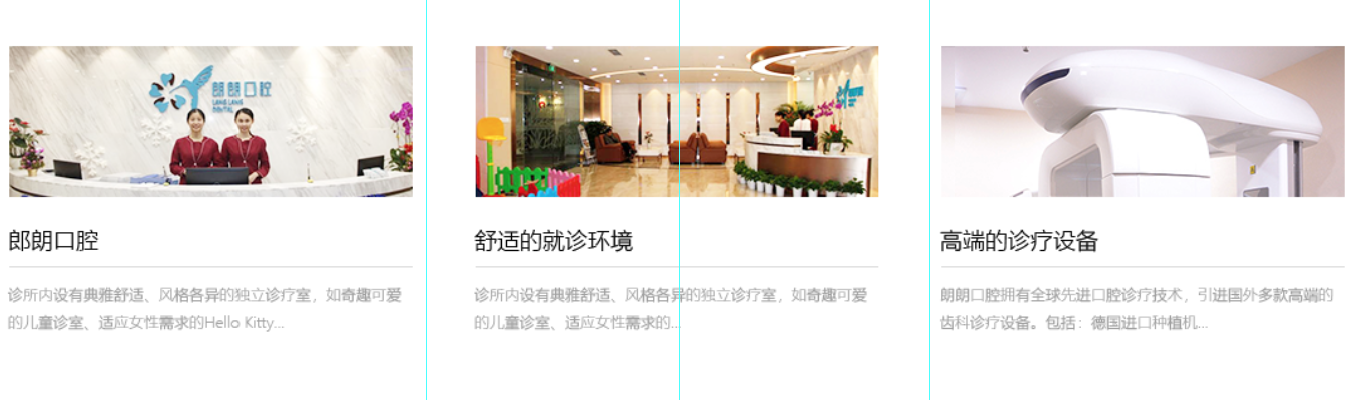 朗朗口腔
LANG LANG
DENTAL
郎朗口腔
诊所内设有典雅舒适、风格各异的独立诊疗室，如奇趣可爱
的儿童诊室、适应女性需求的Hello Kitty...
舒适的就诊环境
诊所内设有典雅舒适、风格各异的独立诊疗室，如奇趣可爱
的儿童诊室、适应女性需求的...
高端的诊疗设备
朗朗口腔拥有全球先进口腔诊疗技术，引进国外多款高端的
齿科诊疗设备。包括：德国进口种植机...